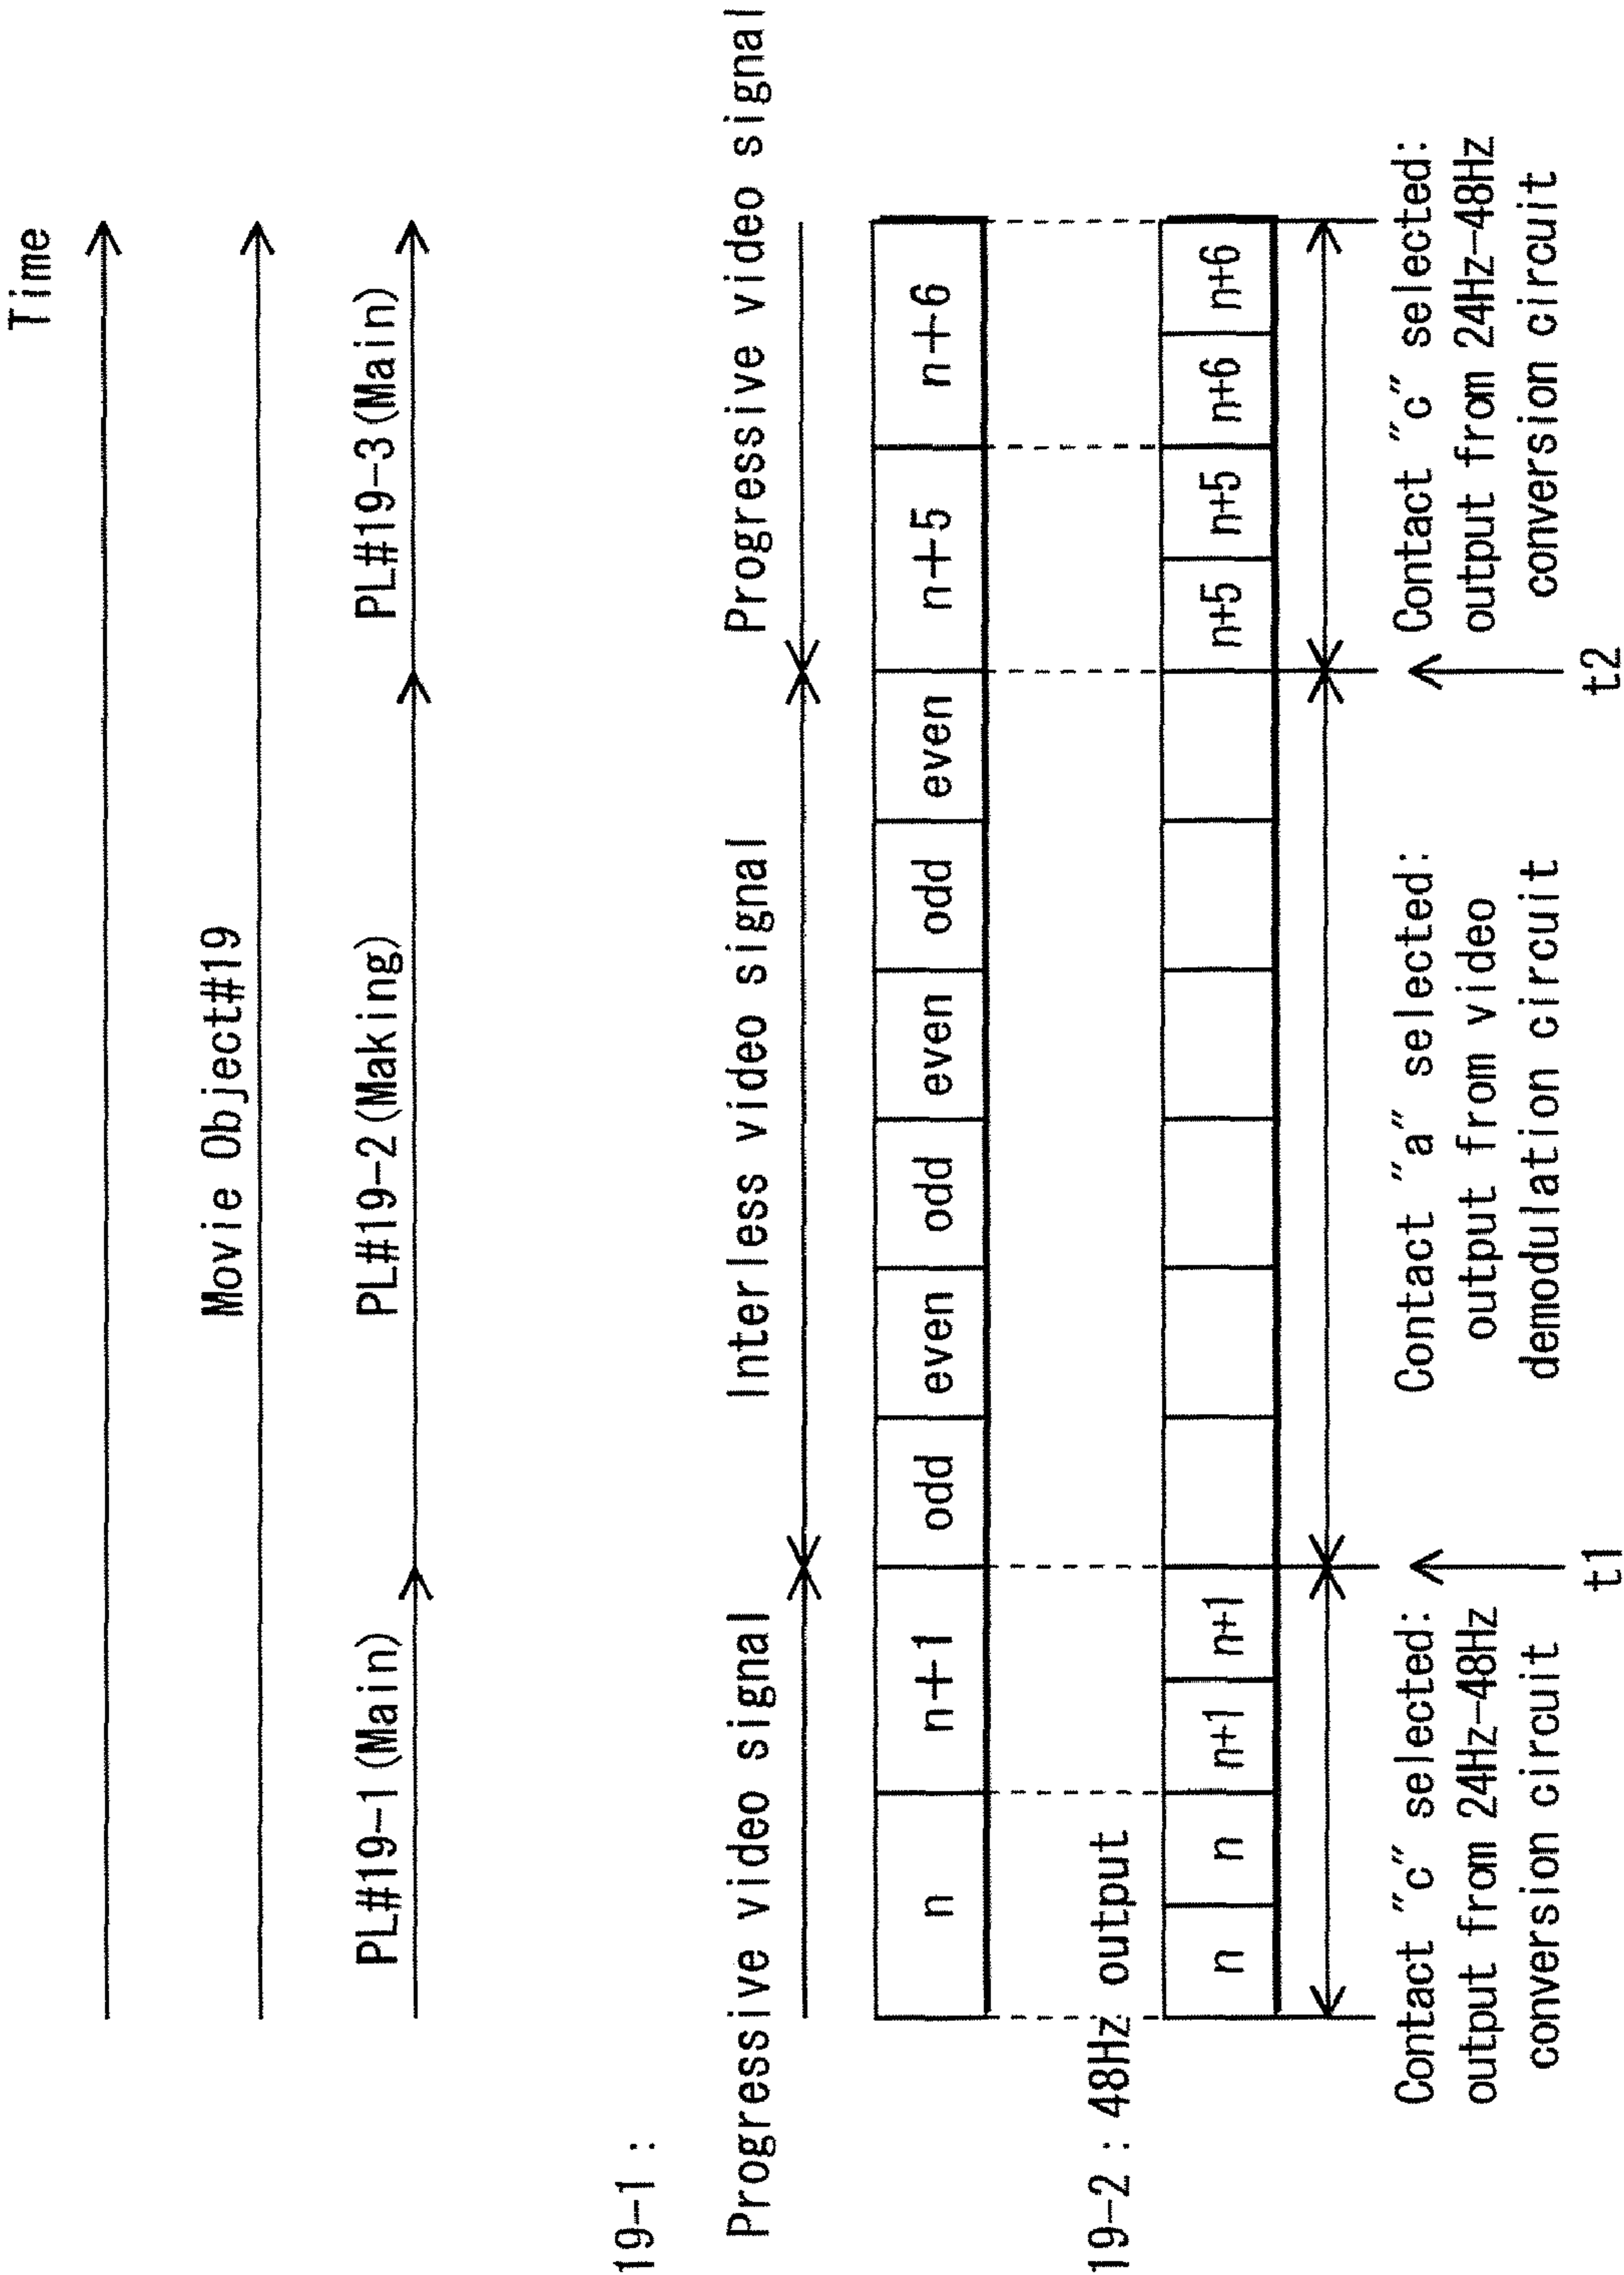 Time
Movie Object#19
PL#19-1(Main) PL#19-2(Making) PL#19-3(Main)
19-1:
Progressive video signal Interless video signal Progressive video signal
n n+1 odd even odd even odd even n+5 n+6
19-2: 48Hz output
n n n+1 n+1 n+5 n+5 n+6 n+6
Contact "c" selected:
output from 24Hz-48Hz
conversion circuit
t1
Contact "a" selected:
output from video
demodulation circuit
t2
Contact "c" selected:
output from 24Hz-48Hz
conversion circuit